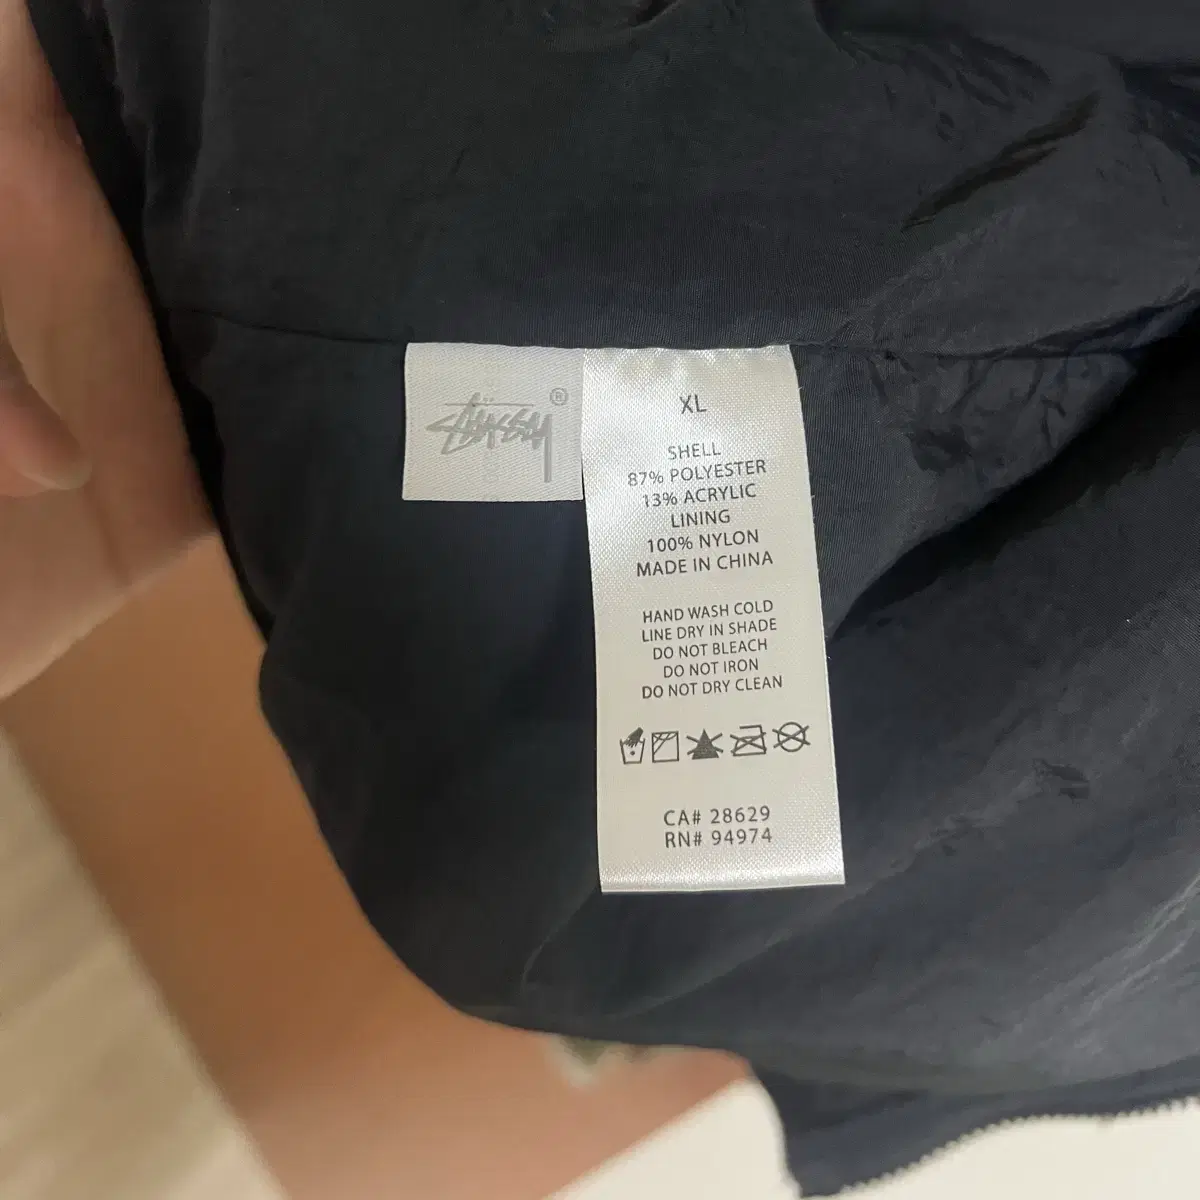 Stüssy ®
XL
SHELL
87% POLYESTER
13% ACRYLIC
LINING
100% NYLON
MADE IN CHINA
HAND WASH COLD
LINE DRY IN SHADE
DO NOT BLEACH
DO NOT IRON
DO NOT DRY CLEAN
CA# 28629
RN# 94974